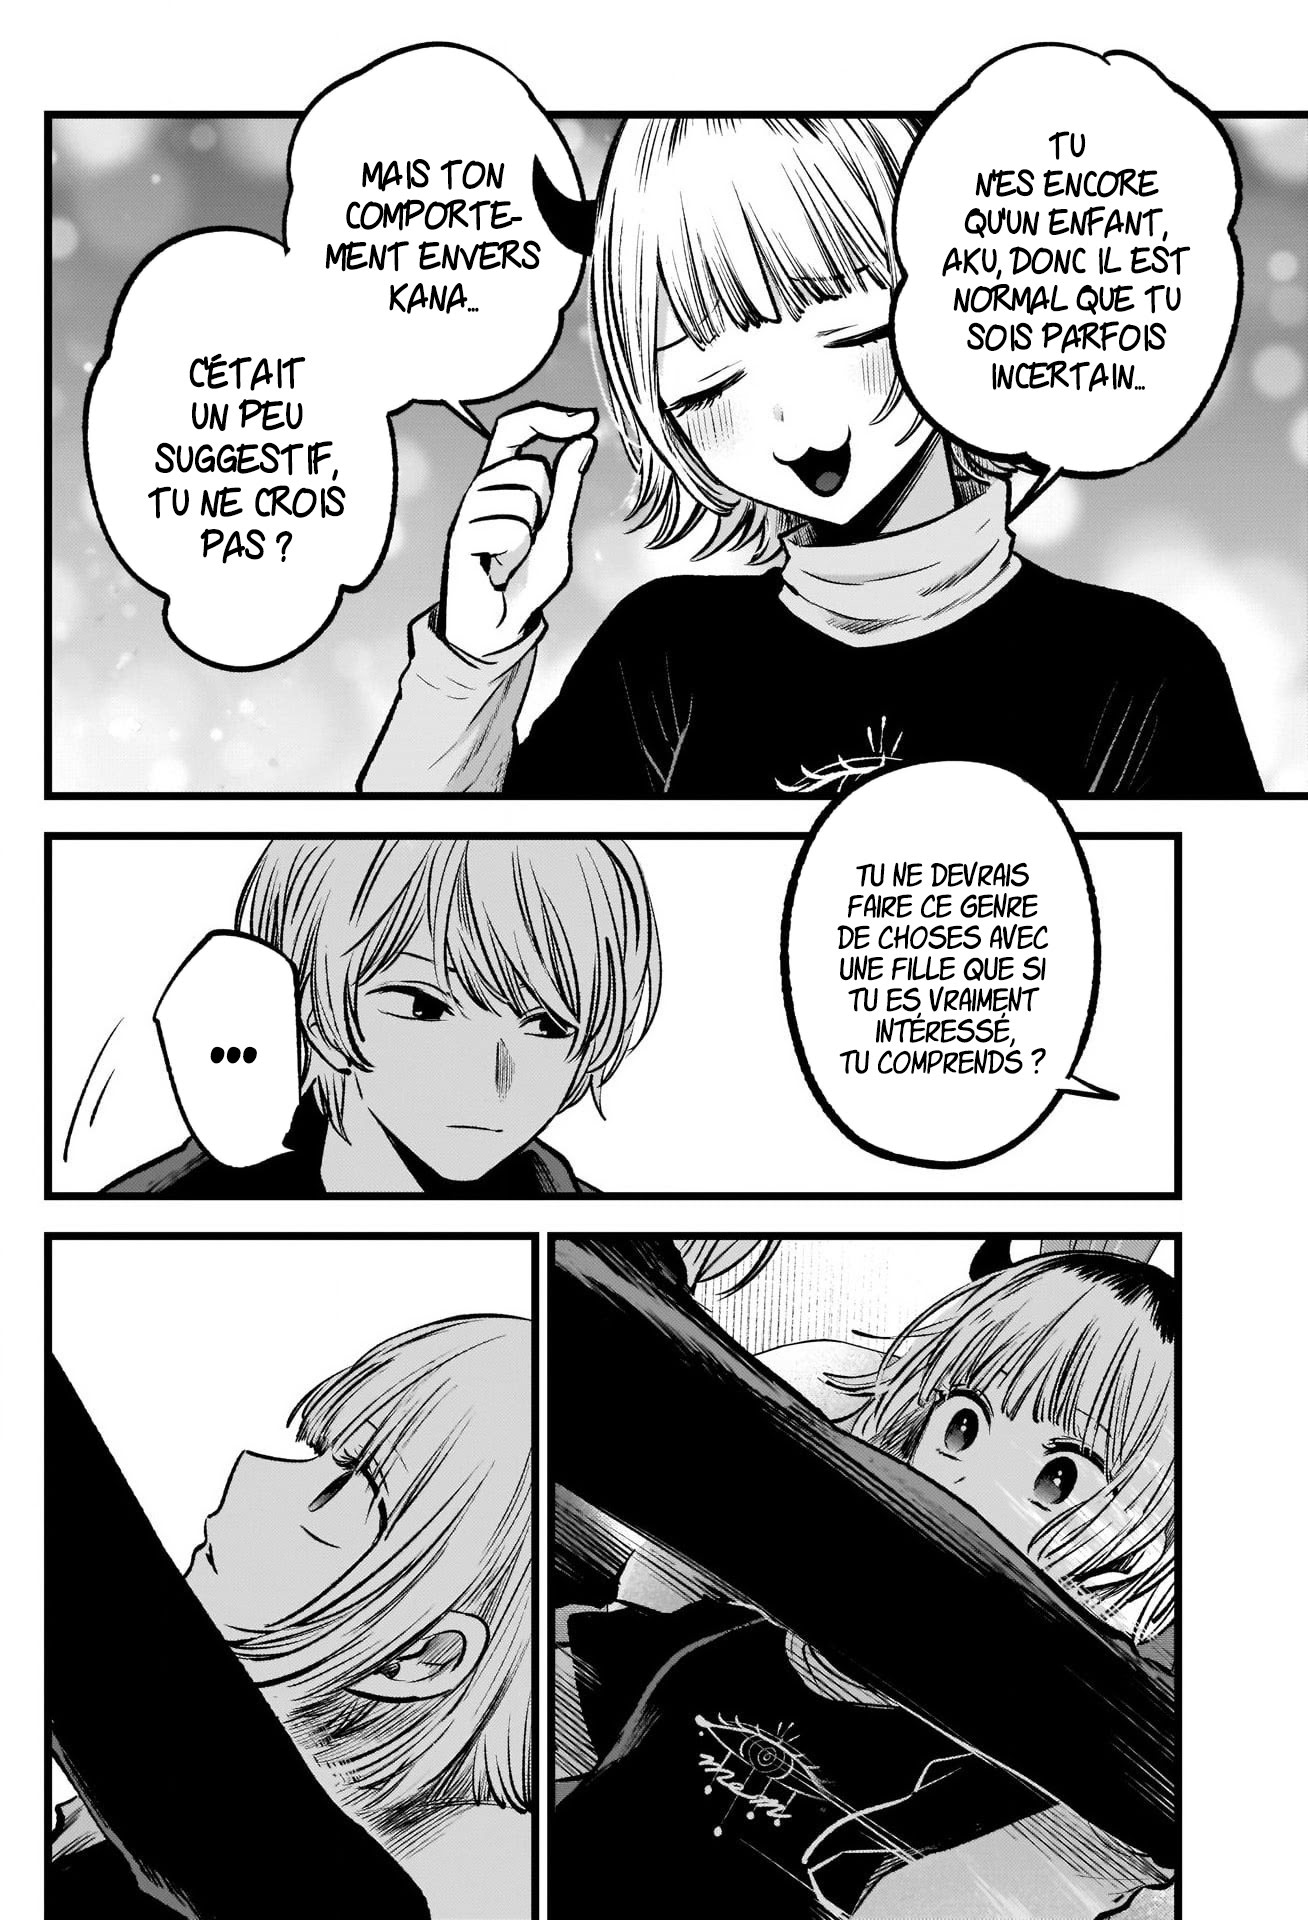 TU
N'ES ENCORE
QU'UN ENFANT,
AKU, DONC IL EST
NORMAL QUE TU
SOIS PARFOIS
INCERTAIN...
MAIS TON
COMPORTE-
MENT ENVERS
KANA...
C'ÉTAIT
UN PEU
SUGGESTIF,
TU NE CROIS
PAS ?
TU NE DEVRAIS
FAIRE CE GENRE
DE CHOSES AVEC
UNE FILLE QUE SI
TU ES VRAIMENT
INTÉRESSÉ,
TU COMPRENDS ?
...